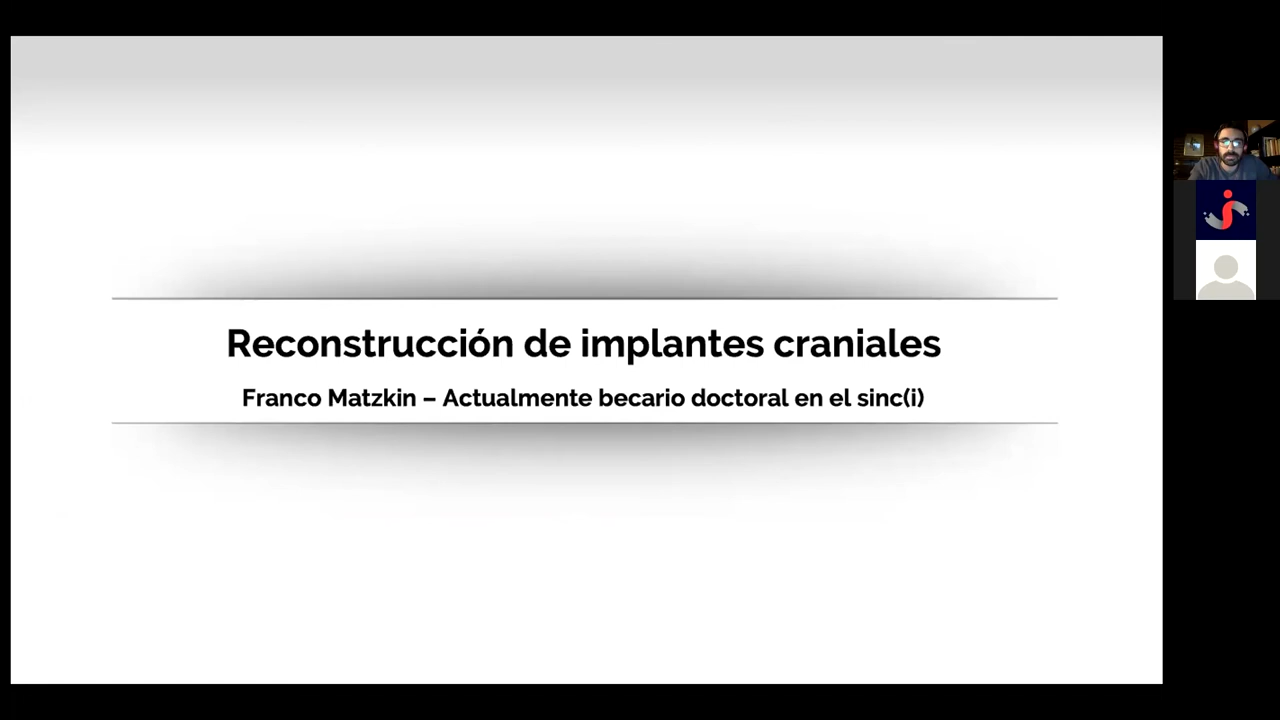 Reconstrucción de implantes craniales
Franco Matzkin – Actualmente becario doctoral en el sinc(i)